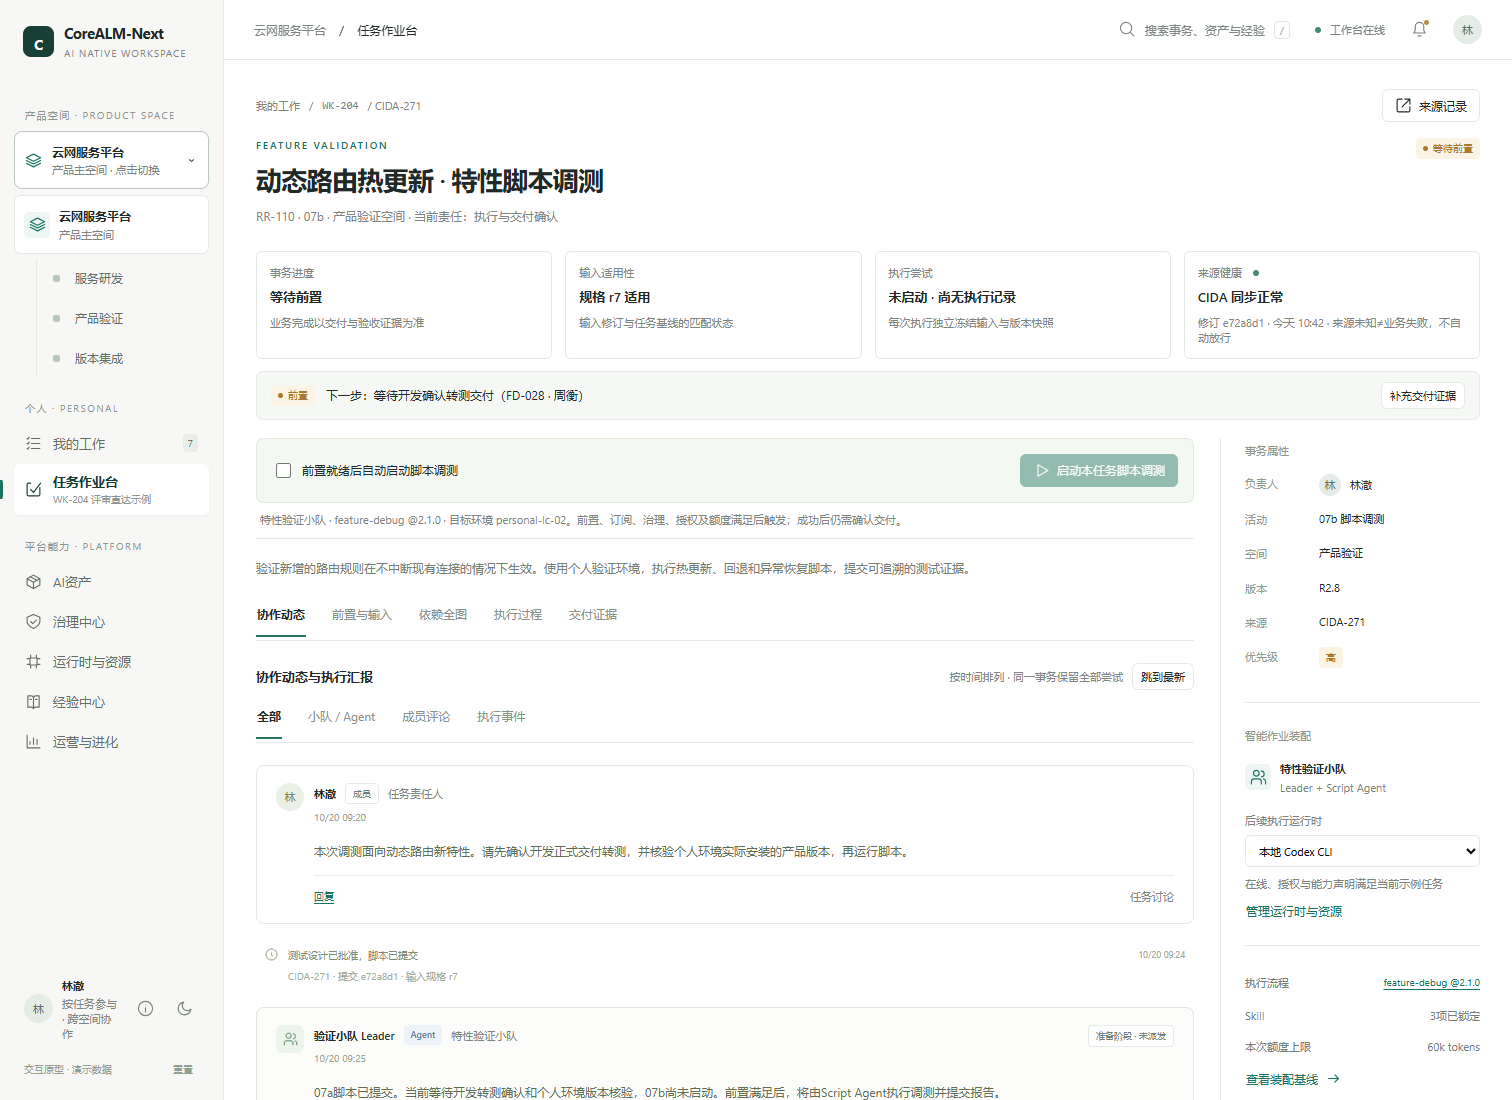 C
CoreALM-Next
AI NATIVE WORKSPACE
产品空间 · PRODUCT SPACE
云网服务平台
产品主空间 · 点击切换
云网服务平台
产品主空间
服务研发
产品验证
版本集成
个人 · PERSONAL
我的工作
7
任务作业台
WK-204 评审直达示例
平台能力 · PLATFORM
AI资产
治理中心
运行时与资源
经验中心
运营与进化
林
林澈
按任务参与
· 跨空间协
作
交互原型 · 演示数据
重置
云网服务平台 / 任务作业台
搜索事务、资产与经验 /
工作台在线
林
我的工作 / WK-204 / CIDA-271
来源记录
FEATURE VALIDATION
等待前置
动态路由热更新 · 特性脚本调测
RR-110 · 07b · 产品验证空间 · 当前责任：执行与交付确认
事务进度
等待前置
业务完成以交付与验收证据为准
输入适用性
规格 r7 适用
输入修订与任务基线的匹配状态
执行尝试
未启动 · 尚无执行记录
每次执行独立冻结输入与版本快照
来源健康
CIDA 同步正常
修订 e72a8d1 · 今天 10:42 · 来源未知≠业务失败，不自
动放行
前置
下一步：等待开发确认转测交付（FD-028 · 周衡）
补充交付证据
前置就绪后自动启动脚本调测
启动本任务脚本调测
特性验证小队 · feature-debug @2.1.0 · 目标环境 personal-lc-02。前置、订阅、治理、授权及额度满足后触发；成功后仍需确认交付。
验证新增的路由规则在不中断现有连接的情况下生效。使用个人验证环境，执行热更新、回退和异常恢复脚本，提交可追溯的测试证据。
协作动态
前置与输入
依赖全图
执行过程
交付证据
协作动态与执行汇报
按时间排列 · 同一事务保留全部尝试
跳到最新
全部
小队 / Agent
成员评论
执行事件
林
林澈
成员
任务责任人
10/20 09:20
本次调测面向动态路由新特性。请先确认开发正式交付转测，并核验个人环境实际安装的产品版本，再运行脚本。
回复
任务讨论
测试设计已批准，脚本已提交
10/20 09:24
CIDA-271 · 提交 e72a8d1 · 输入规格 r7
验证小队 Leader
Agent
特性验证小队
准备阶段 · 未派发
10/20 09:25
07a脚本已提交。当前等待开发转测确认和个人环境版本核验，07b尚未启动。前置满足后，将由Script Agent执行调测并提交报告。
事务属性
负责人
林
林澈
活动
07b 脚本调测
空间
产品验证
版本
R2.8
来源
CIDA-271
优先级
高
智能作业装配
特性验证小队
Leader + Script Agent
后续执行运行时
本地 Codex CLI
在线、授权与能力声明满足当前示例任务
管理运行时与资源
执行流程
feature-debug @2.1.0
Skill
3项已锁定
本次额度上限
60k tokens
查看装配基线